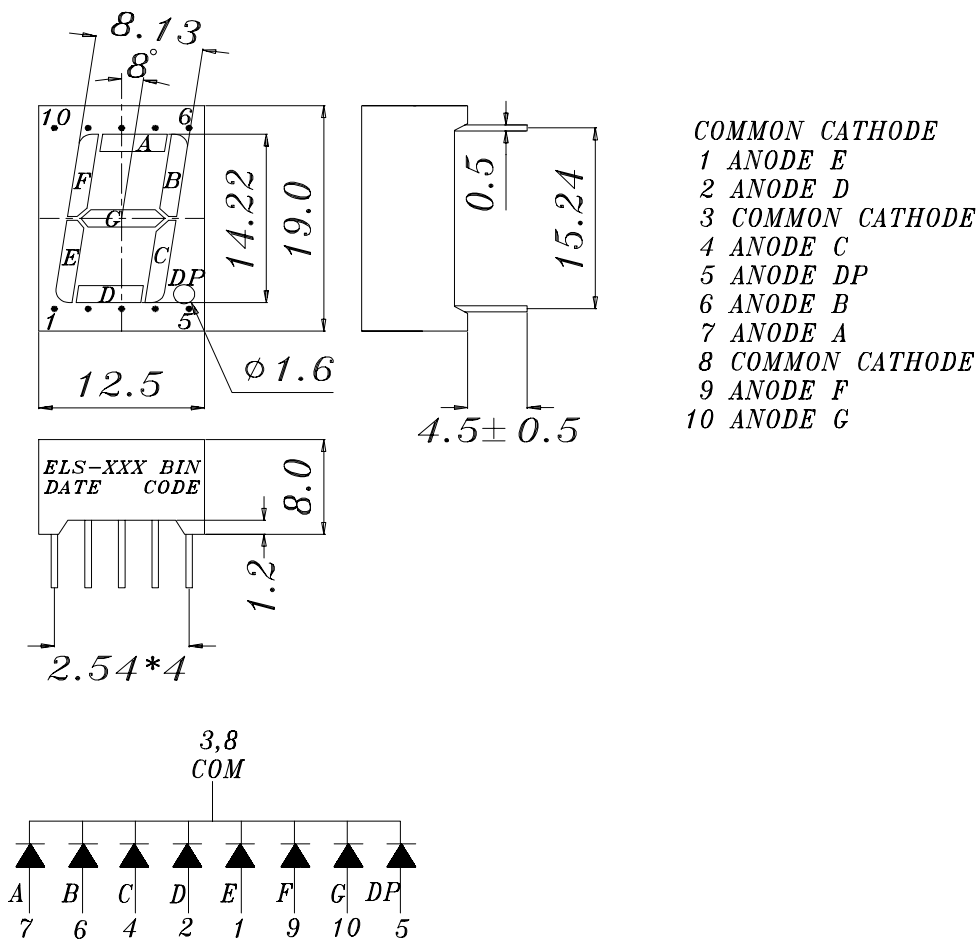 8.13
8°
10 6
A
F B
G
E C
D DP
1 5
14.22
19.0
ø1.6
12.5
0.5
15.24
4.5± 0.5
COMMON CATHODE
1 ANODE E
2 ANODE D
3 COMMON CATHODE
4 ANODE C
5 ANODE DP
6 ANODE B
7 ANODE A
8 COMMON CATHODE
9 ANODE F
10 ANODE G
ELS-XXX BIN
DATE CODE
8.0
1.2
2.54*4
3,8
COM
A B C D E F G DP
7 6 4 2 1 9 10 5